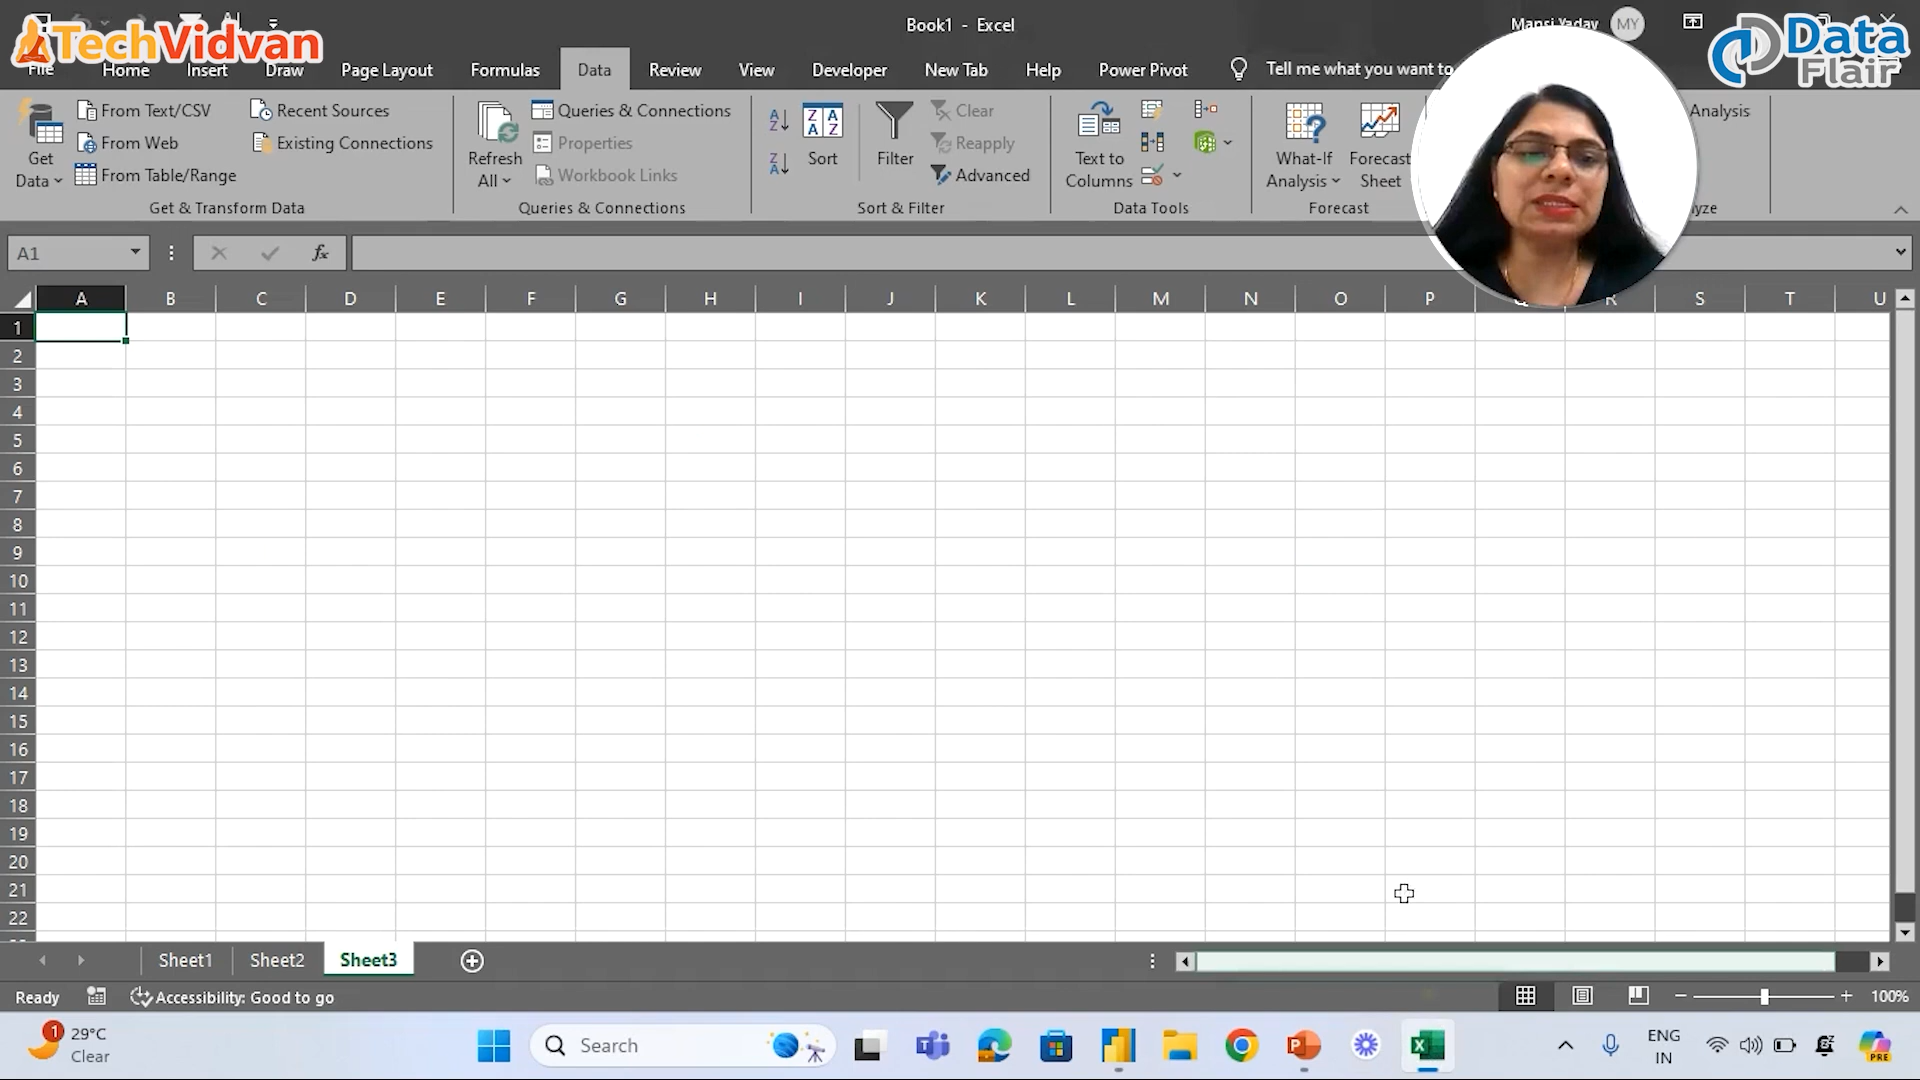 TechVidvan
Book1 - Excel
Mansi Yadav
MY
Data
Flair
File
Home
Insert
Draw
Page Layout
Formulas
Data
Review
View
Developer
New Tab
Help
Power Pivot
Tell me what you want to
Get
Data
From Text/CSV
From Web
From Table/Range
Recent Sources
Existing Connections
Get & Transform Data
Refresh
All
Queries & Connections
Properties
Workbook Links
Queries & Connections
Sort
Filter
Clear
Reapply
Advanced
Sort & Filter
Text to
Columns
Data Tools
What-If
Analysis
Forecast
Sheet
Forecast
Analysis
A1
fx
A B C D E F G H I J K L M N O P Q R S T U
1
2
3
4
5
6
7
8
9
10
11
12
13
14
15
16
17
18
19
20
21
22
Sheet1
Sheet2
Sheet3
Ready
Accessibility: Good to go
100%
1
29°C
Clear
Search
ENG
IN
PRE